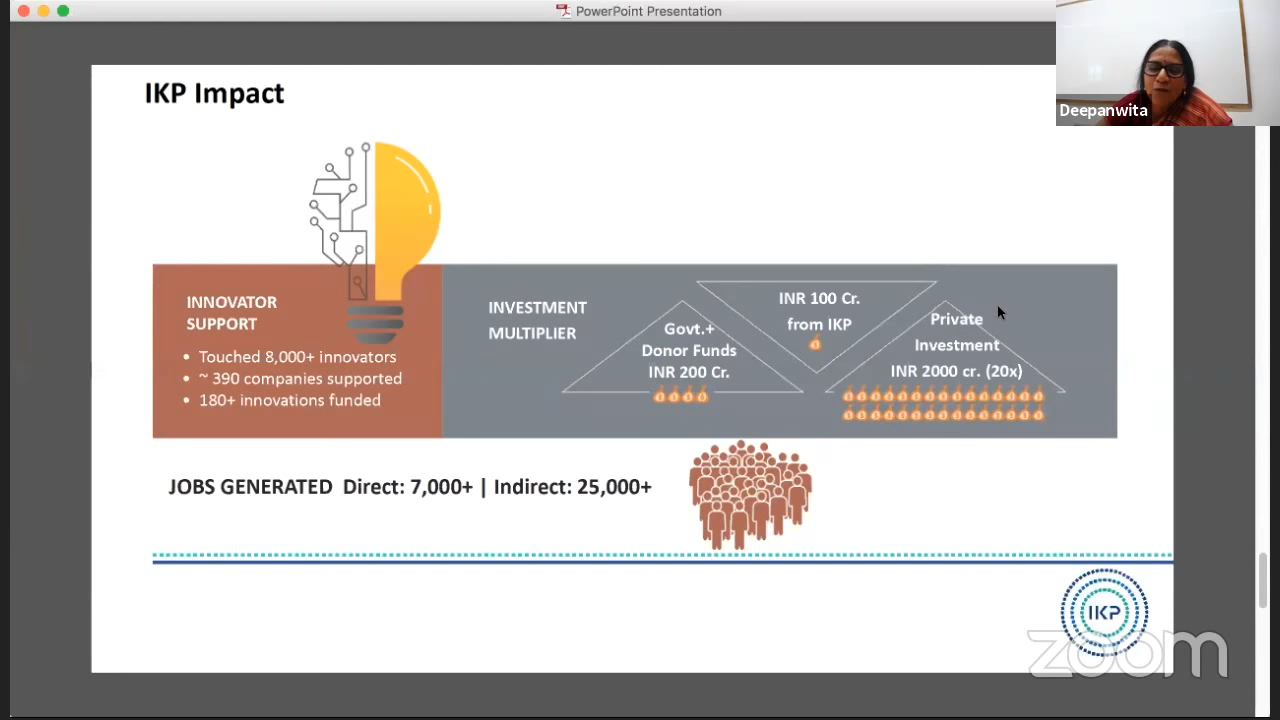 PowerPoint Presentation
Deepanwita
IKP Impact
INNOVATOR
SUPPORT
• Touched 8,000+ innovators
• ~ 390 companies supported
• 180+ innovations funded
INVESTMENT
MULTIPLIER
Govt.+
Donor Funds
INR 200 Cr.
INR 100 Cr.
from IKP
Private
Investment
INR 2000 cr. (20x)
JOBS GENERATED Direct: 7,000+ | Indirect: 25,000+
IKP
zoom